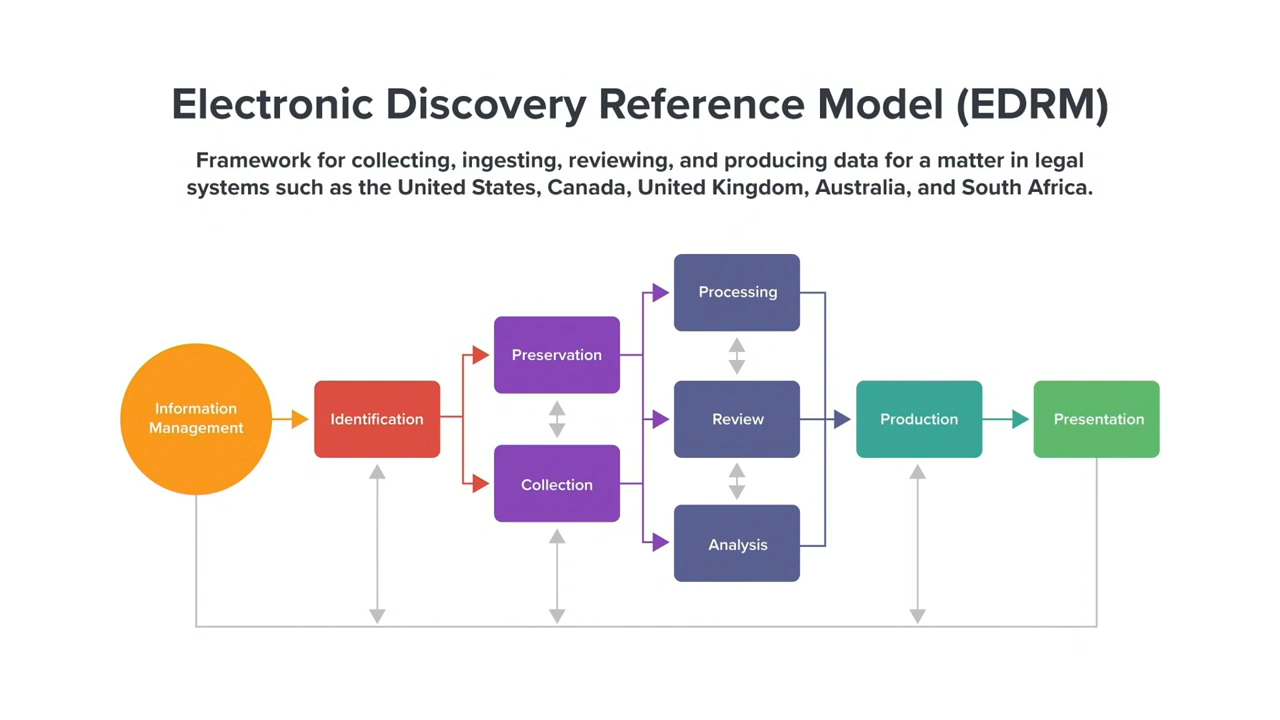 Electronic Discovery Reference Model (EDRM)
Framework for collecting, ingesting, reviewing, and producing data for a matter in legal
systems such as the United States, Canada, United Kingdom, Australia, and South Africa.
Information
Management
Identification
Preservation
Collection
Processing
Review
Analysis
Production
Presentation